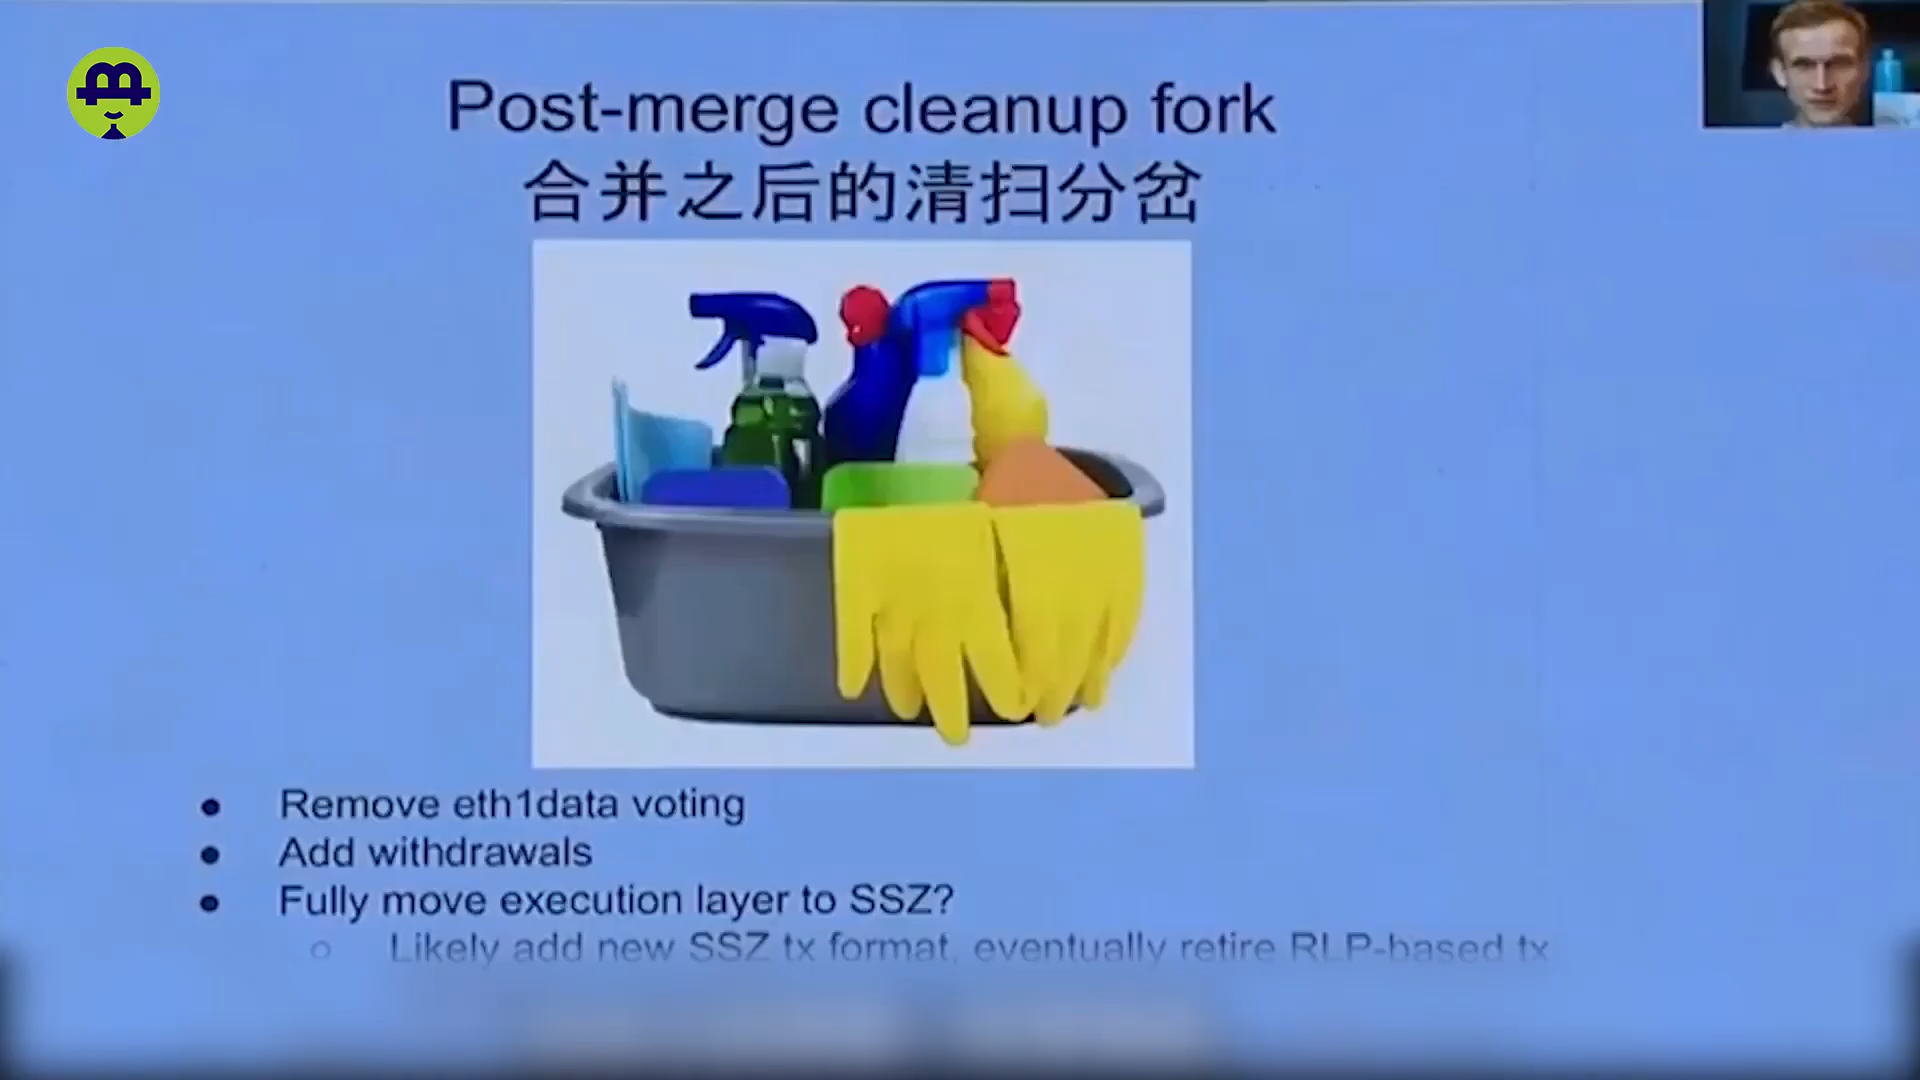 Post-merge cleanup fork
合并之后的清扫分岔
● Remove eth1data voting
● Add withdrawals
● Fully move execution layer to SSZ?
○ Likely add new SSZ tx format, eventually retire RLP-based tx